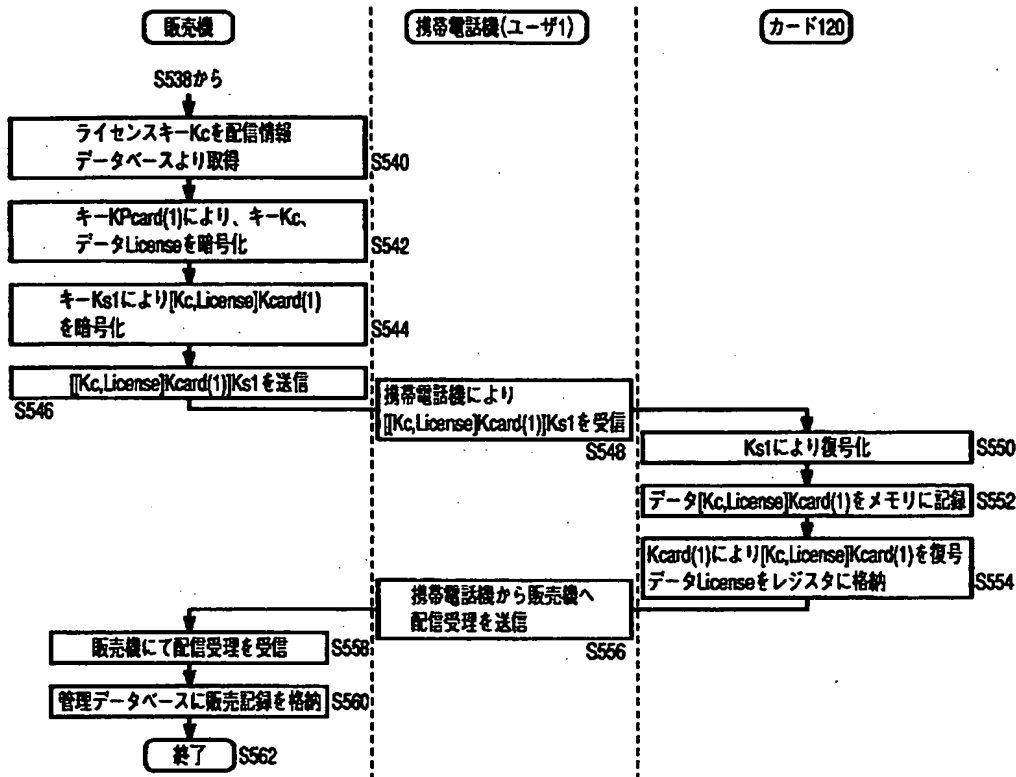 販売機
携帯電話機(ユーザ1)
カード120
S538から
ライセンスキーKcを配信情報
データベースより取得
S540
キーKPcard(1)により、キーKc、
データLicenseを暗号化
S542
キーKs1により[Kc,License]Kcard(1)
を暗号化
S544
[[Kc,License]Kcard(1)]Ks1を送信
S546
携帯電話機により
[[Kc,License]Kcard(1)]Ks1を受信
S548
Ks1により復号化
S550
データ[Kc,License]Kcard(1)をメモリに記録
S552
Kcard(1)により[Kc,License]Kcard(1)を復号
データLicenseをレジスタに格納
S554
携帯電話機から販売機へ
配信受理を送信
S556
販売機にて配信受理を受信
S558
管理データベースに販売記録を格納
S560
終了
S562